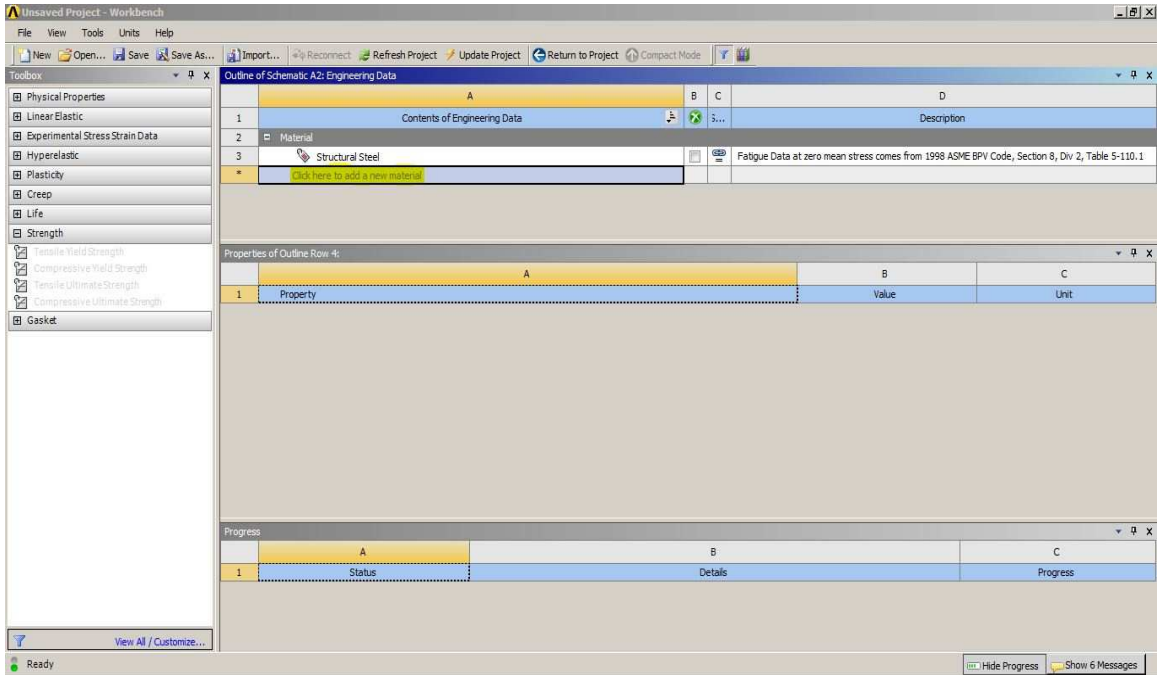 Unsaved Project - Workbench
File View Tools Units Help
New Open... Save Save As... Import... Reconnect Refresh Project Update Project Return to Project Compact Mode
Toolbox
Physical Properties
Linear Elastic
Experimental Stress Strain Data
Hyperelastic
Plasticity
Creep
Life
Strength
Tensile Yield Strength
Compressive Yield Strength
Tensile Ultimate Strength
Compressive Ultimate Strength
Gasket
View All / Customize...
Outline of Schematic A2: Engineering Data
A B C D
1 Contents of Engineering Data Description
2 Material
3 Structural Steel Fatigue Data at zero mean stress comes from 1998 ASME BPV Code, Section 8, Div 2, Table 5-110.1
* Click here to add a new material
Properties of Outline Row 4:
A B C
1 Property Value Unit
Progress
A B C
1 Status Details Progress
Ready Hide Progress Show 6 Messages